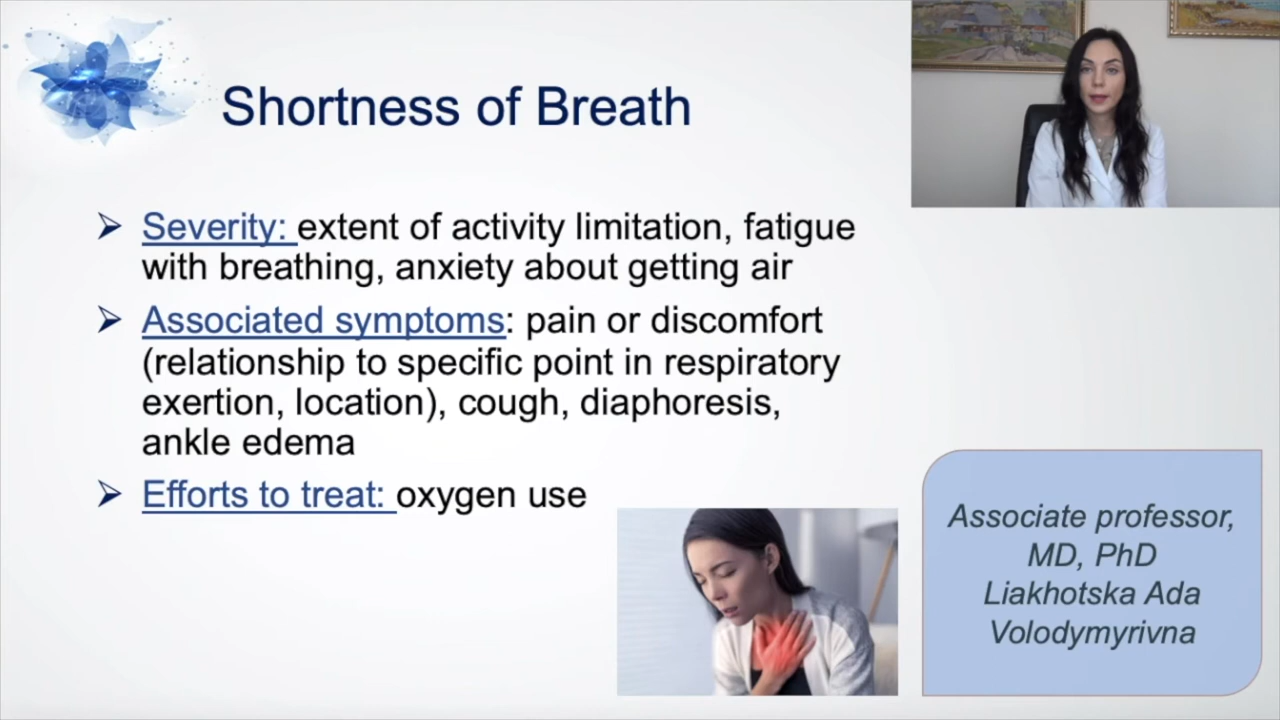 Shortness of Breath
➢ Severity: extent of activity limitation, fatigue
with breathing, anxiety about getting air
➢ Associated symptoms: pain or discomfort
(relationship to specific point in respiratory
exertion, location), cough, diaphoresis,
ankle edema
➢ Efforts to treat: oxygen use
Associate professor,
MD, PhD
Liakhotska Ada
Volodymyrivna